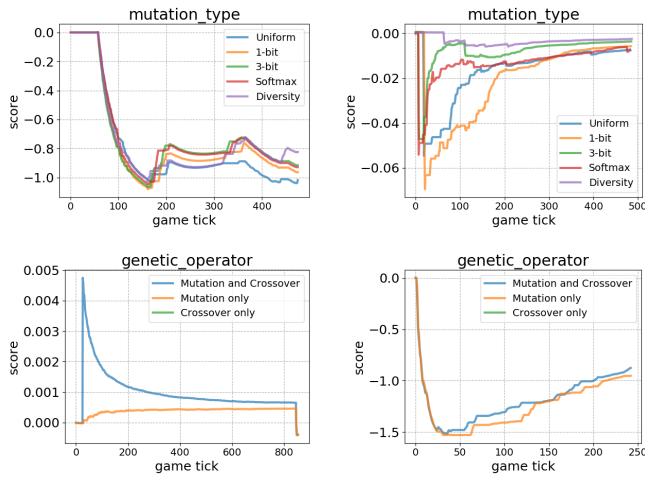 mutation_type
score
0.0
−0.2
−0.4
−0.6
−0.8
−1.0
0
100
200
300
400
game tick
Uniform
1-bit
3-bit
Softmax
Diversity
mutation_type
score
0.00
−0.02
−0.04
−0.06
0
100
200
300
400
500
game tick
Uniform
1-bit
3-bit
Softmax
Diversity
genetic_operator
score
0.005
0.004
0.003
0.002
0.001
0.000
0
200
400
600
800
game tick
Mutation and Crossover
Mutation only
Crossover only
genetic_operator
score
0.0
−0.5
−1.0
−1.5
0
50
100
150
200
250
game tick
Mutation and Crossover
Mutation only
Crossover only